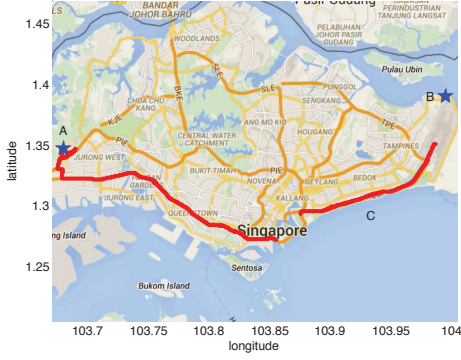 BANDAR
JOHOR BAHRU
Pasir Gudang
PERINDUSTRIAN
TANJUNG LANGSAT
PELABUHAN
JOHOR PASIR
GUDANG
1.45
WOODLANDS
SLE
Pulau Ubin
1.4
BKE
SLE
PUNGGOL
SENGKANG
B
CHOA CHU
KANG
KJE
ANG MO KIO
TPE
A
PIE
CENTRAL WATER
CATCHMENT
HOUGANG
1.35
JURONG WEST
TAMPINES
BUKIT TIMAH
PIE
NOVENA
GEYLANG
BEDOK
GARDEN
JURONG EAST
KALLANG
1.3
QUEENSTOWN
C
Singapore
ng Island
Sentosa
1.25
Bukom Island
103.7
103.75
103.8
103.85
103.9
103.95
104
longitude
latitude